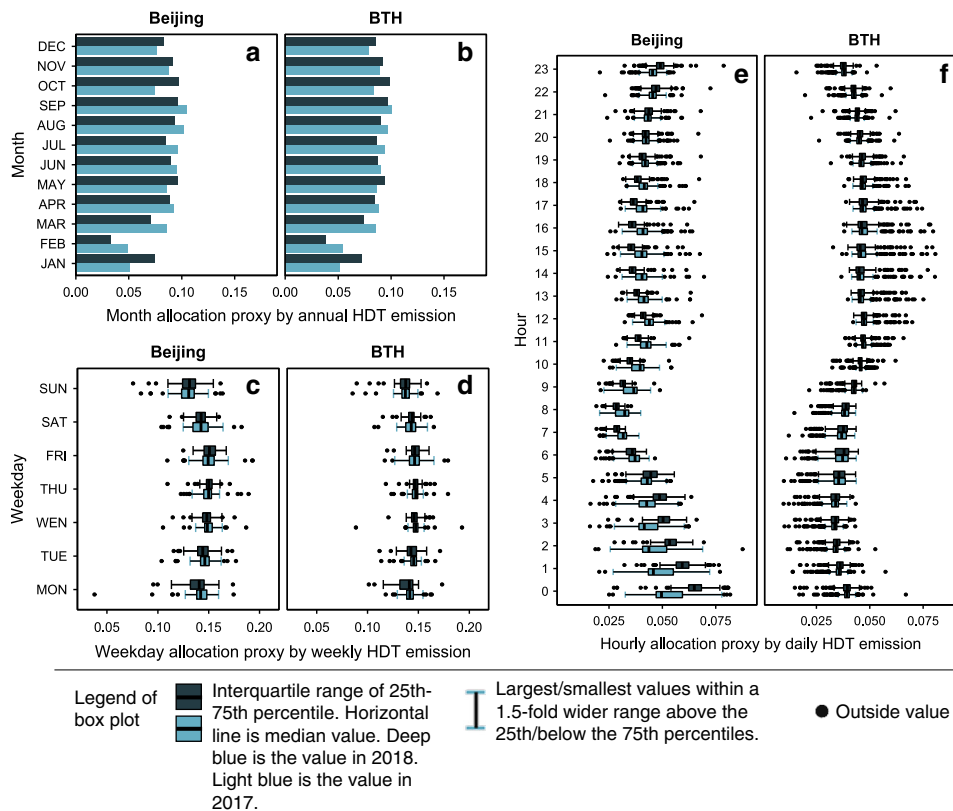 Beijing
BTH
a
b
Month
DEC
NOV
OCT
SEP
AUG
JUL
JUN
MAY
APR
MAR
FEB
JAN
0.00 0.05 0.10 0.15
0.00 0.05 0.10 0.15
Month allocation proxy by annual HDT emission
Beijing
BTH
c
d
Weekday
SUN
SAT
FRI
THU
WEN
TUE
MON
0.05 0.10 0.15 0.20
0.05 0.10 0.15 0.20
Weekday allocation proxy by weekly HDT emission
Beijing
BTH
e
f
Hour
23
22
21
20
19
18
17
16
15
14
13
12
11
10
9
8
7
6
5
4
3
2
1
0
0.025 0.050 0.075
0.025 0.050 0.075
Hourly allocation proxy by daily HDT emission
Legend of
box plot
Interquartile range of 25th-
75th percentile. Horizontal
line is median value. Deep
blue is the value in 2018.
Light blue is the value in
2017.
Largest/smallest values within a
1.5-fold wider range above the
25th/below the 75th percentiles.
Outside value